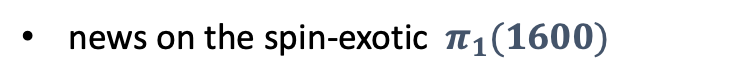 • news on the spin-exotic π₁(1600)